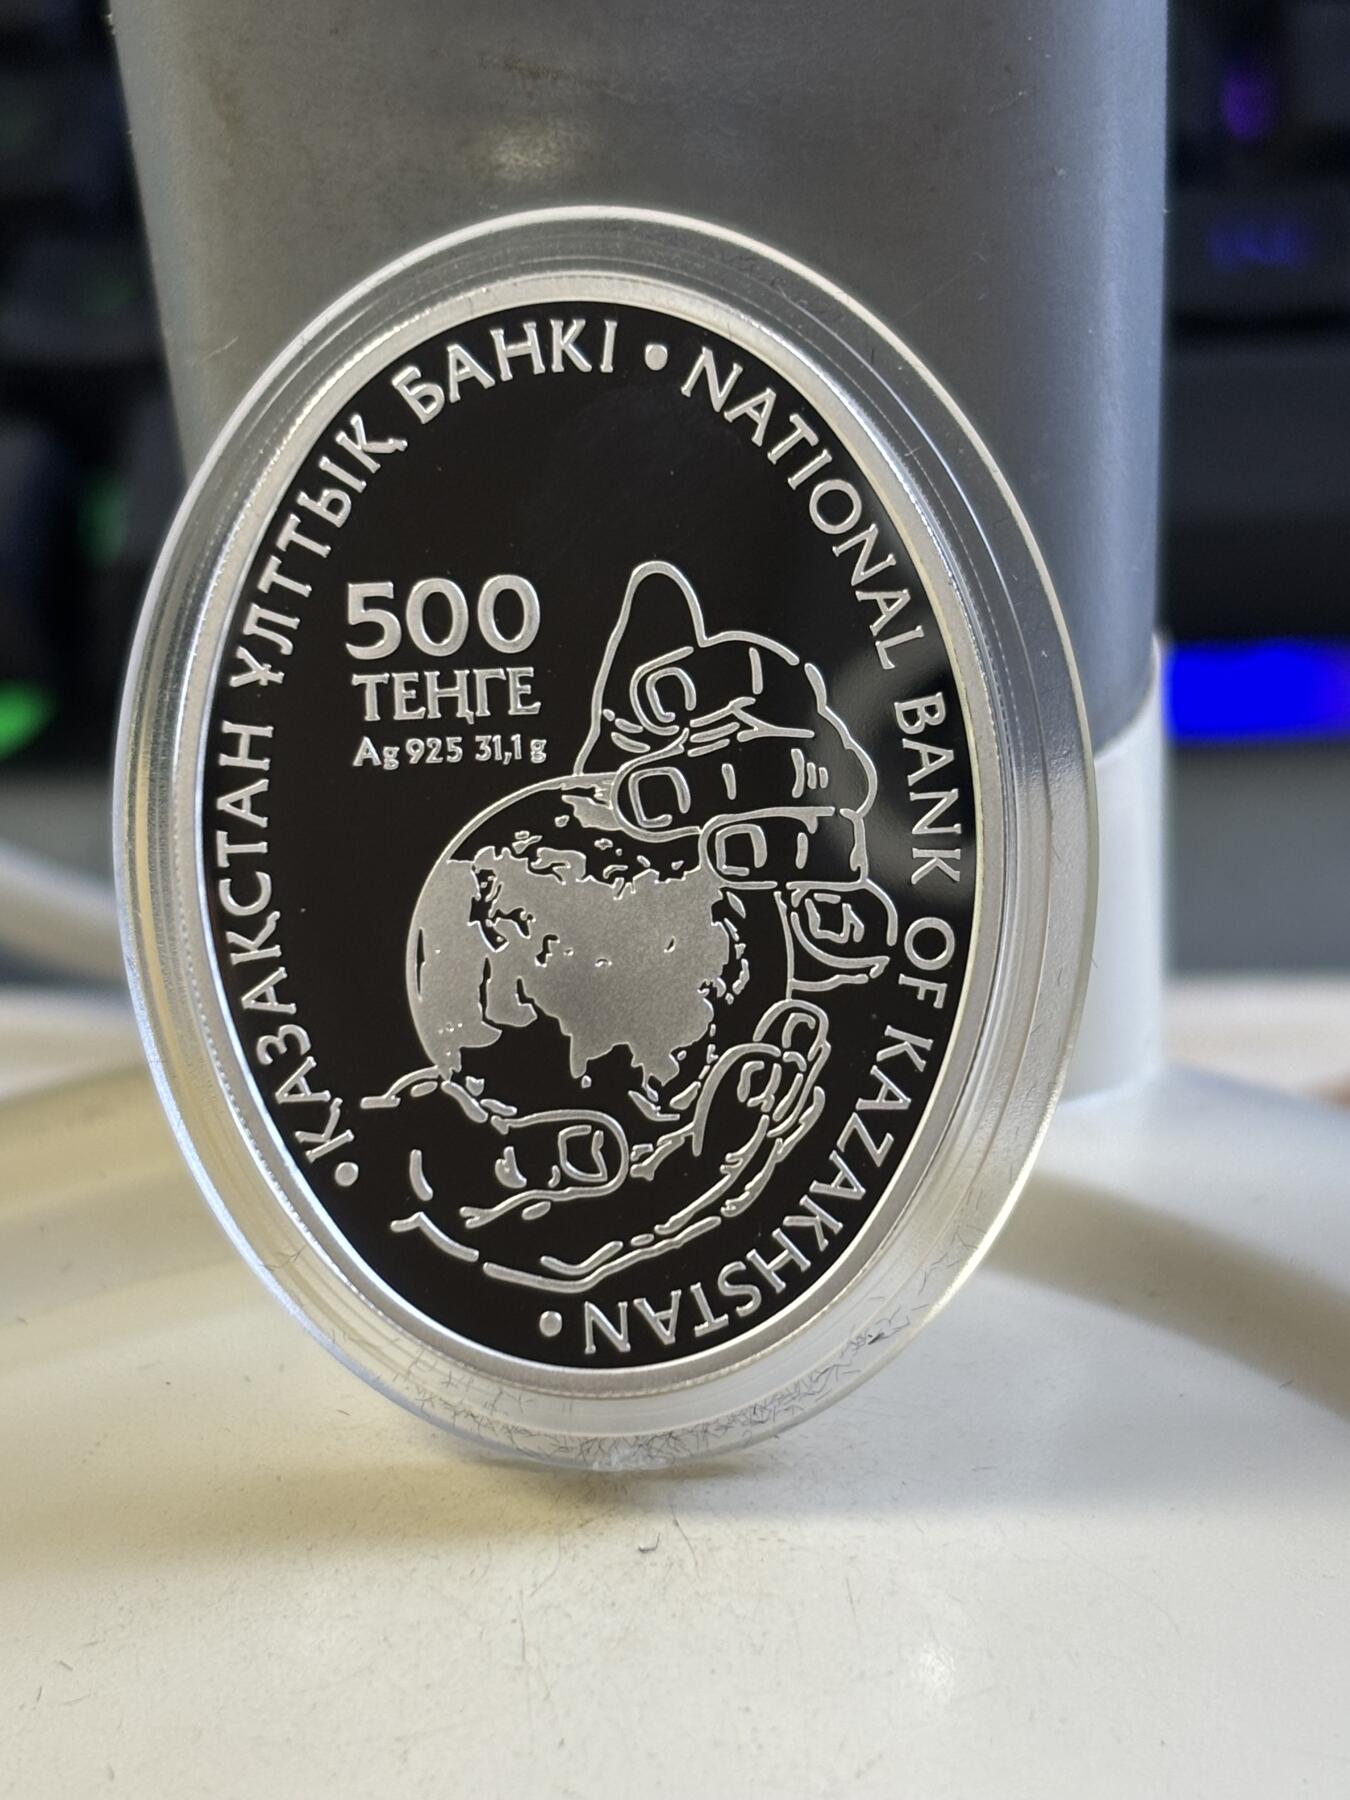 • ҚАЗАҚСТАН ҰЛТТЫҚ БАНКІ • NATIONAL BANK OF KAZAKHSTAN •
500
ТЕҢГЕ
Ag 925 31,1 g